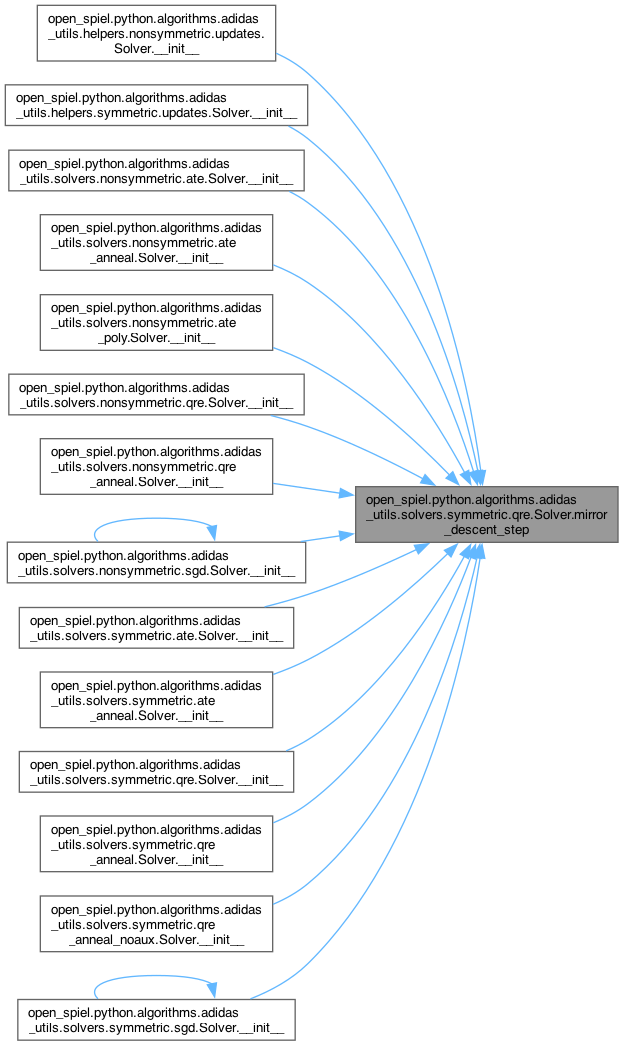 open_spiel.python.algorithms.adidas
_utils.helpers.nonsymmetric.updates.
Solver.__init__
open_spiel.python.algorithms.adidas
_utils.helpers.symmetric.updates.Solver.__init__
open_spiel.python.algorithms.adidas
_utils.solvers.nonsymmetric.ate.Solver.__init__
open_spiel.python.algorithms.adidas
_utils.solvers.nonsymmetric.ate
_anneal.Solver.__init__
open_spiel.python.algorithms.adidas
_utils.solvers.nonsymmetric.ate
_poly.Solver.__init__
open_spiel.python.algorithms.adidas
_utils.solvers.nonsymmetric.qre.Solver.__init__
open_spiel.python.algorithms.adidas
_utils.solvers.nonsymmetric.qre
_anneal.Solver.__init__
open_spiel.python.algorithms.adidas
_utils.solvers.symmetric.qre.Solver.mirror
_descent_step
open_spiel.python.algorithms.adidas
_utils.solvers.nonsymmetric.sgd.Solver.__init__
open_spiel.python.algorithms.adidas
_utils.solvers.symmetric.ate.Solver.__init__
open_spiel.python.algorithms.adidas
_utils.solvers.symmetric.ate
_anneal.Solver.__init__
open_spiel.python.algorithms.adidas
_utils.solvers.symmetric.qre.Solver.__init__
open_spiel.python.algorithms.adidas
_utils.solvers.symmetric.qre
_anneal.Solver.__init__
open_spiel.python.algorithms.adidas
_utils.solvers.symmetric.qre
_anneal_noaux.Solver.__init__
open_spiel.python.algorithms.adidas
_utils.solvers.symmetric.sgd.Solver.__init__